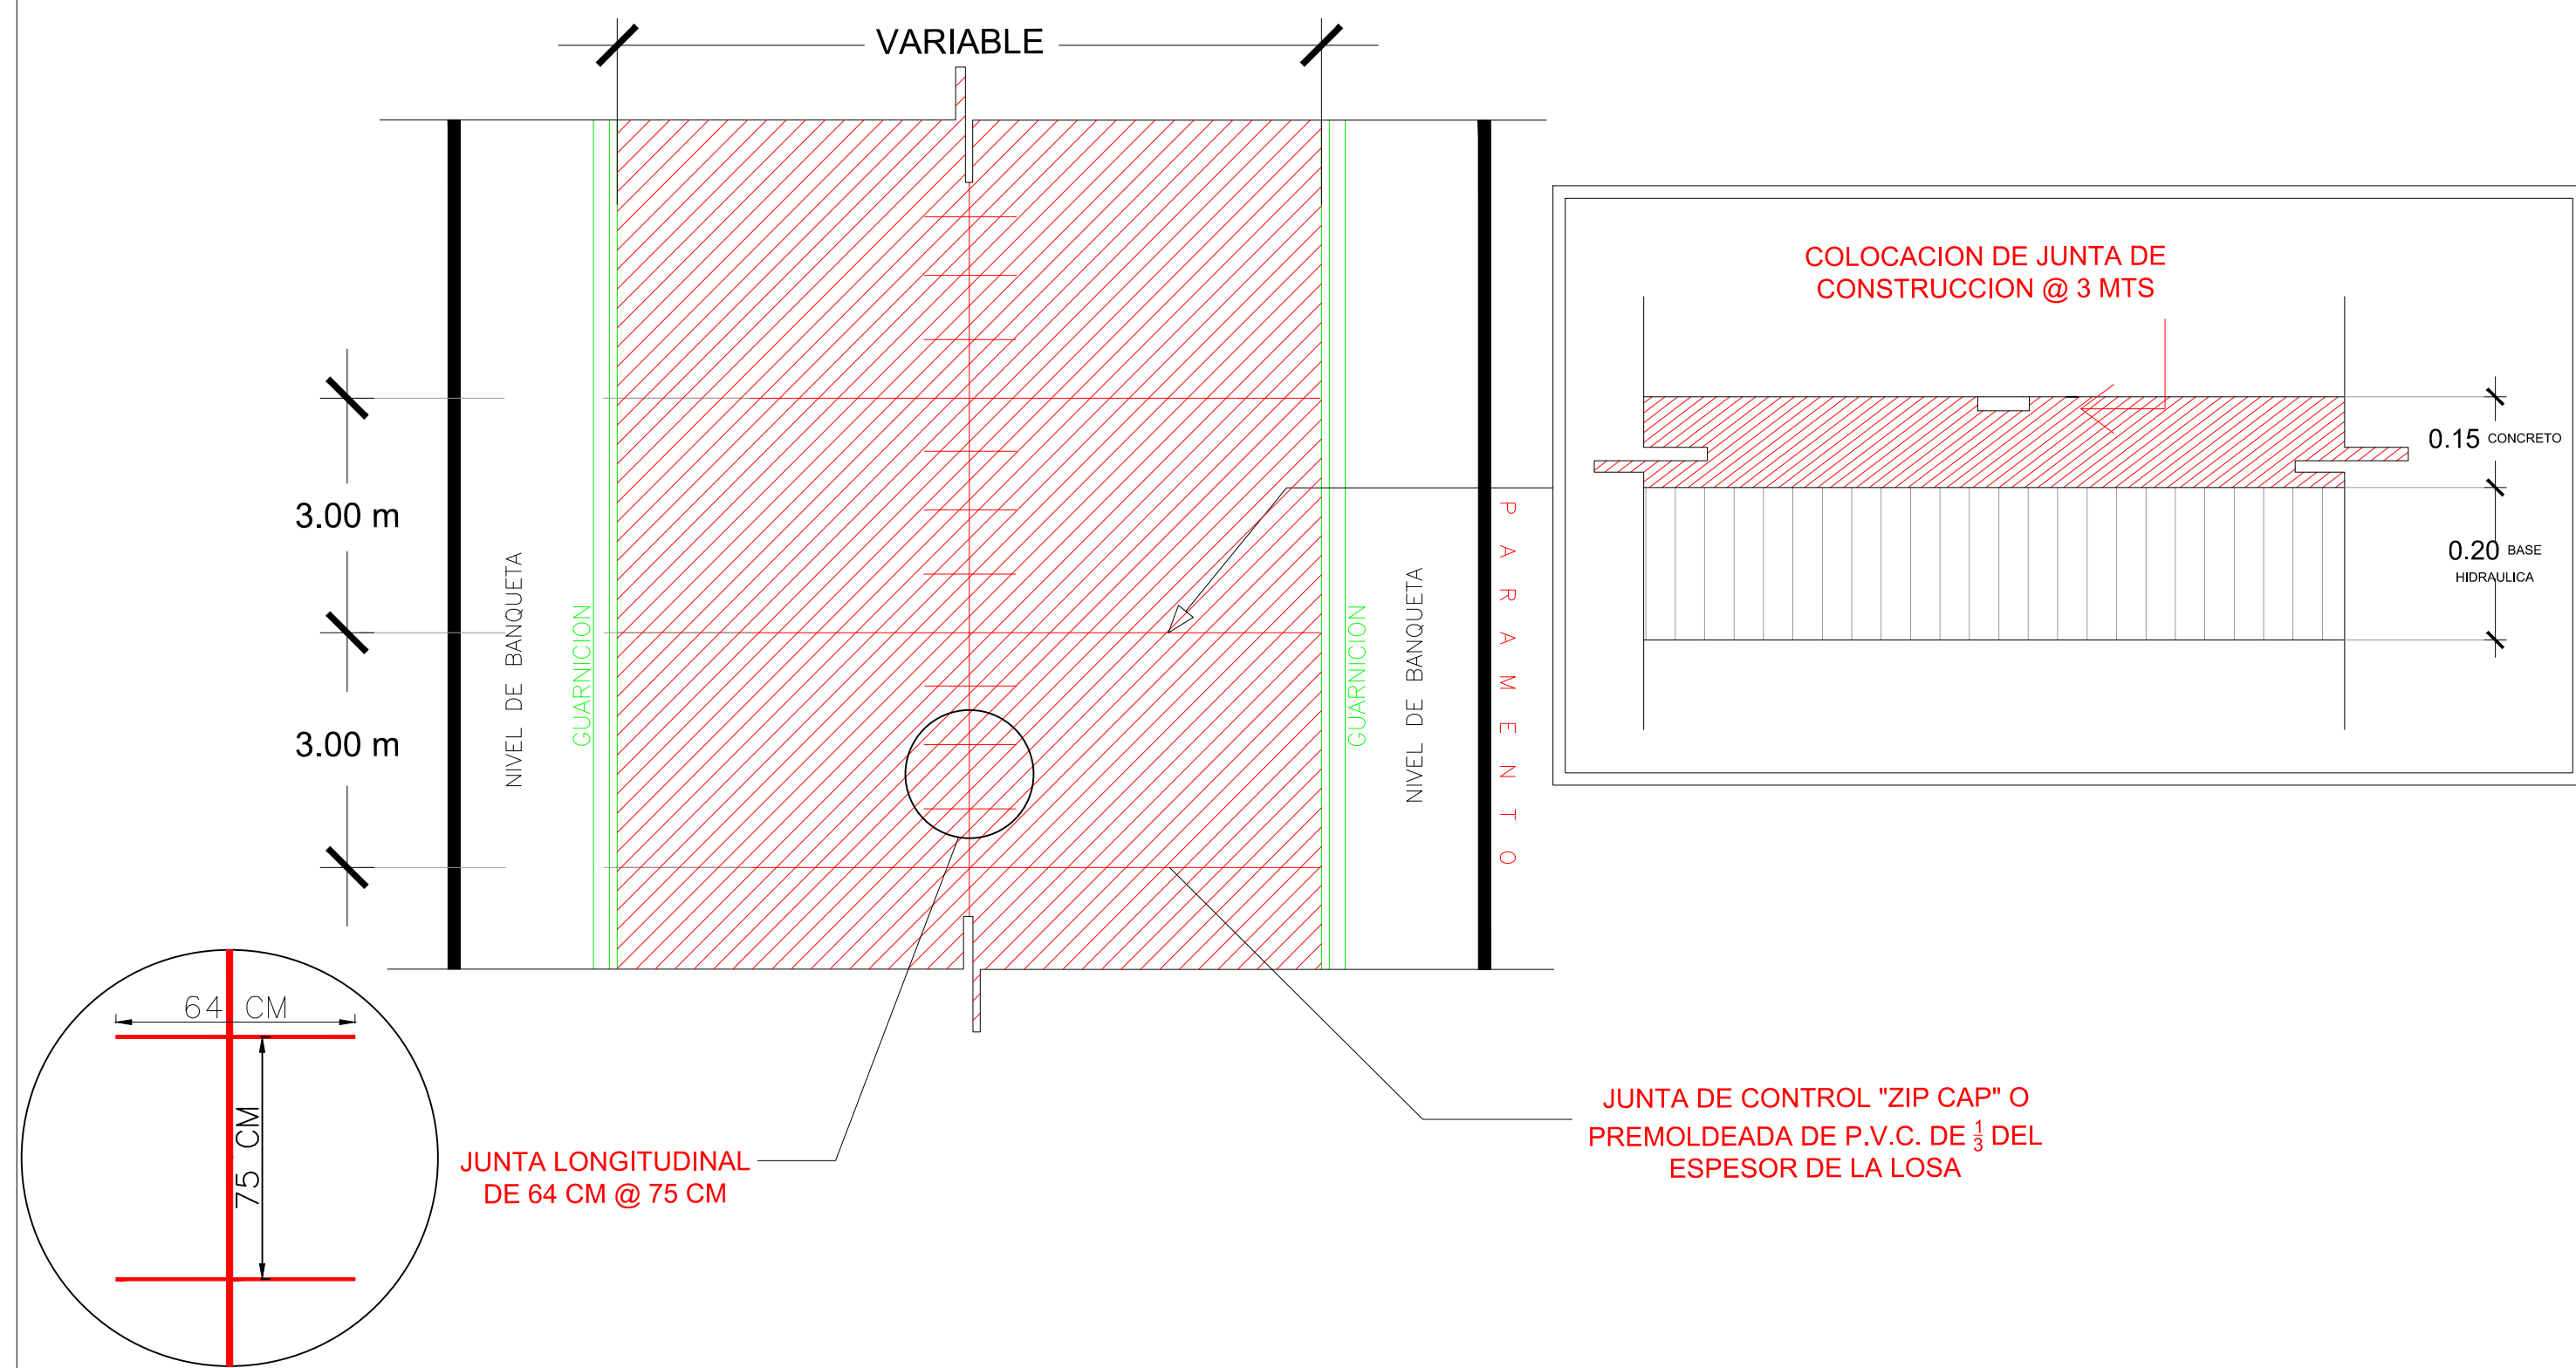 VARIABLE
COLOCACION DE JUNTA DE
CONSTRUCCION @ 3 MTS
0.15 CONCRETO
0.20 BASE
HIDRAULICA
3.00 m
3.00 m
NIVEL DE BANQUETA
GUARNICION
GUARNICION
NIVEL DE BANQUETA
PARAMENTO
64 CM
75 CM
JUNTA LONGITUDINAL
DE 64 CM @ 75 CM
JUNTA DE CONTROL "ZIP CAP" O
PREMOLDEADA DE P.V.C. DE 1/3 DEL
ESPESOR DE LA LOSA